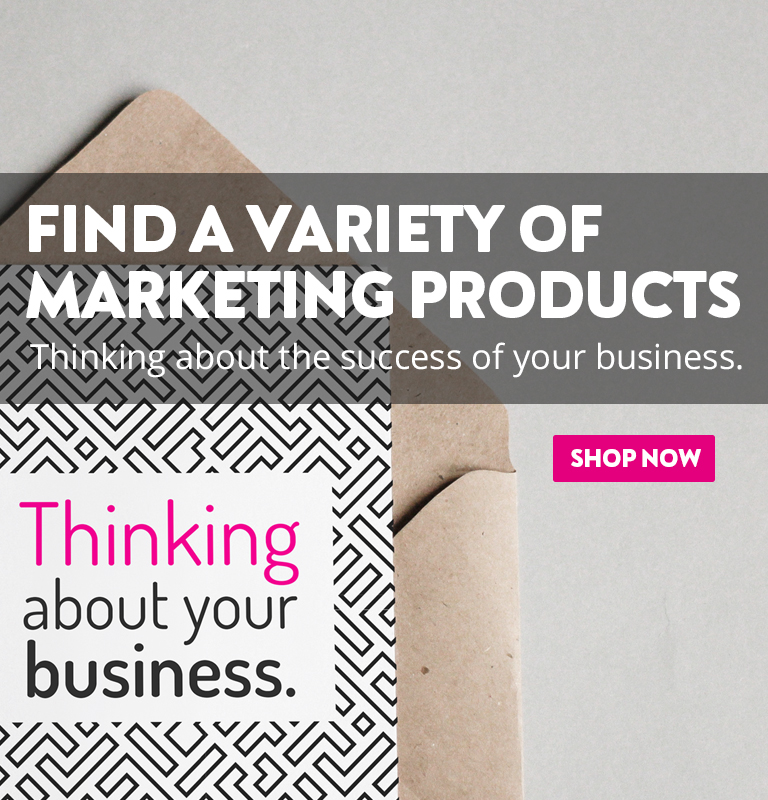 FIND A VARIETY OF
MARKETING PRODUCTS
Thinking about the success of your business.
SHOP NOW
Thinking
about your
business.